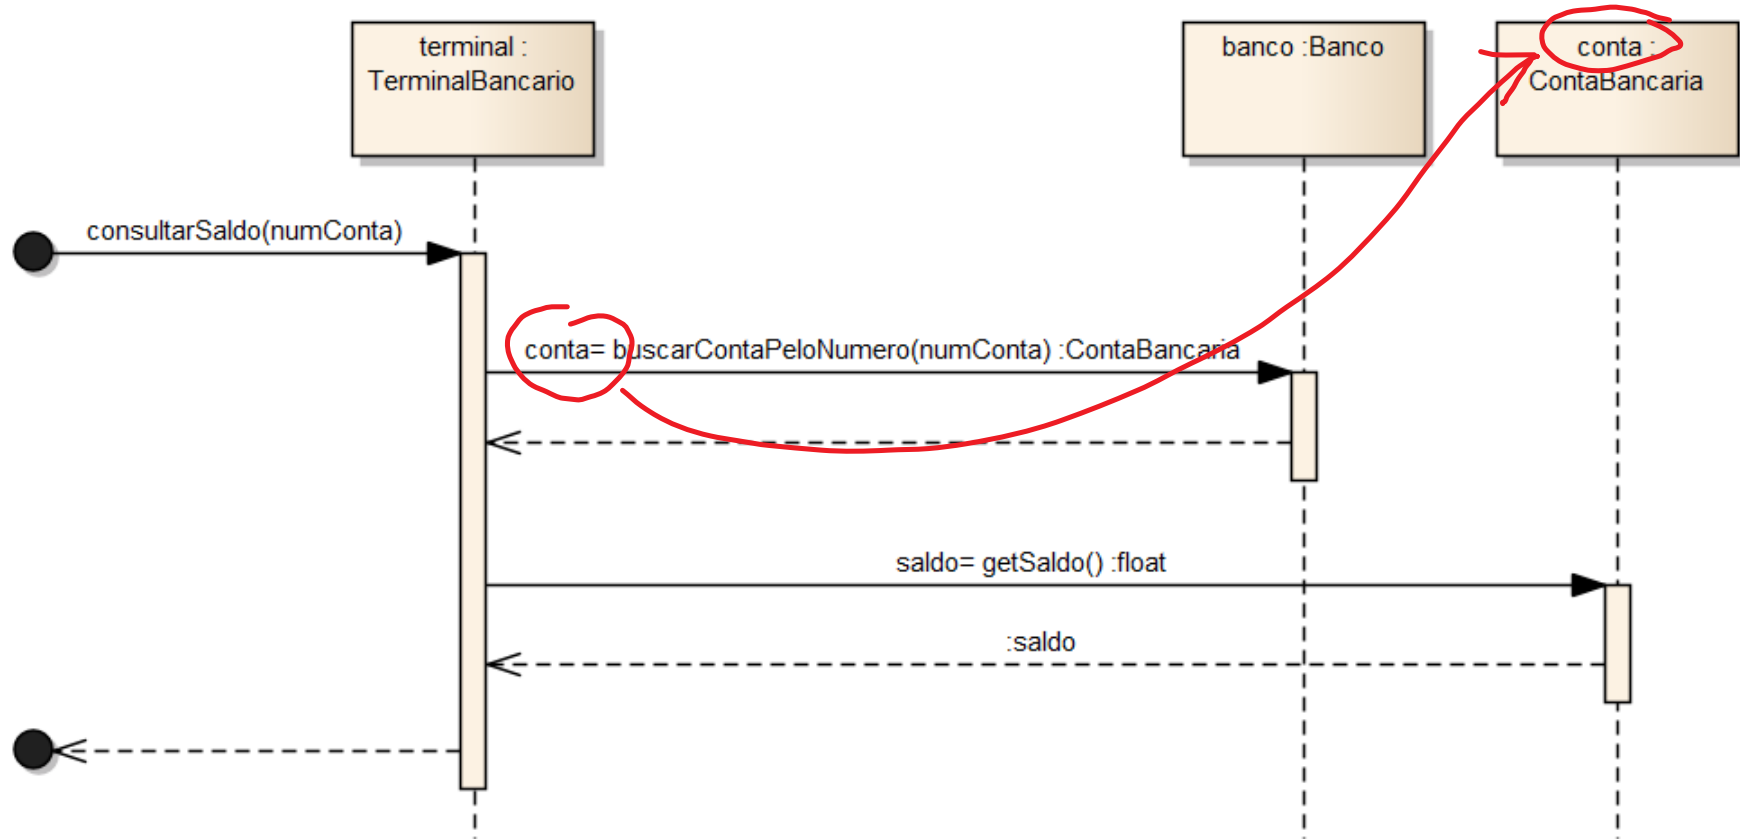 terminal :
TerminalBancario
banco :Banco
conta :
ContaBancaria
consultarSaldo(numConta)
conta= buscarContaPeloNumero(numConta) :ContaBancaria
saldo= getSaldo() :float
:saldo